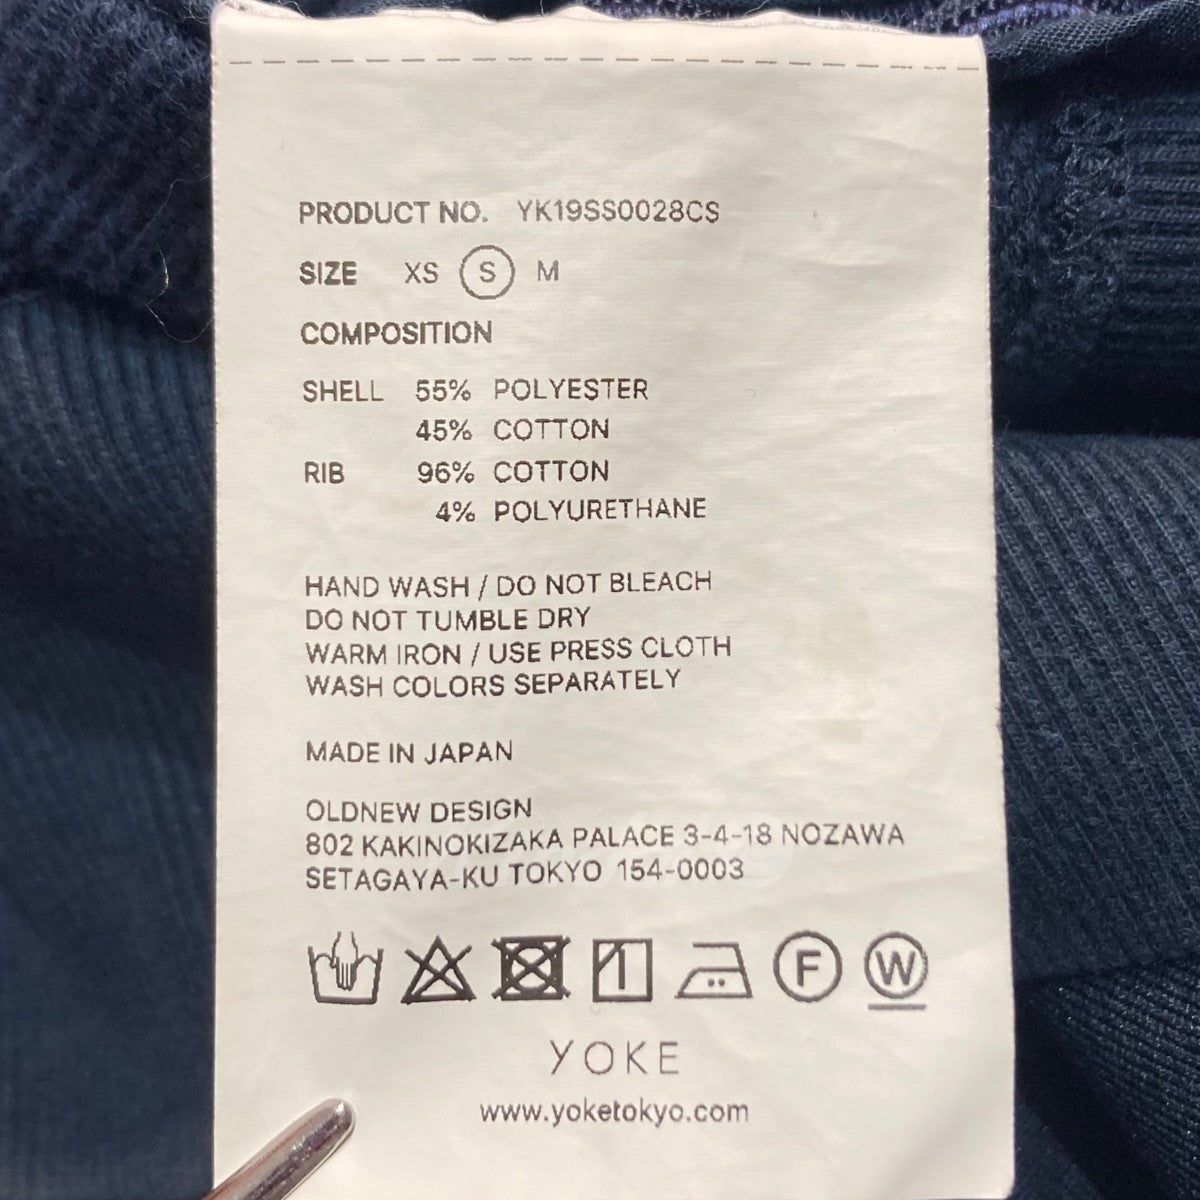 PRODUCT NO. YK19SS0028CS
SIZE XS S M
COMPOSITION
SHELL 55% POLYESTER
45% COTTON
RIB 96% COTTON
4% POLYURETHANE
HAND WASH / DO NOT BLEACH
DO NOT TUMBLE DRY
WARM IRON / USE PRESS CLOTH
WASH COLORS SEPARATELY
MADE IN JAPAN
OLDNEW DESIGN
802 KAKINOKIZAKA PALACE 3-4-18 NOZAWA
SETAGAYA-KU TOKYO 154-0003
F W
YOKE
www.yoketokyo.com